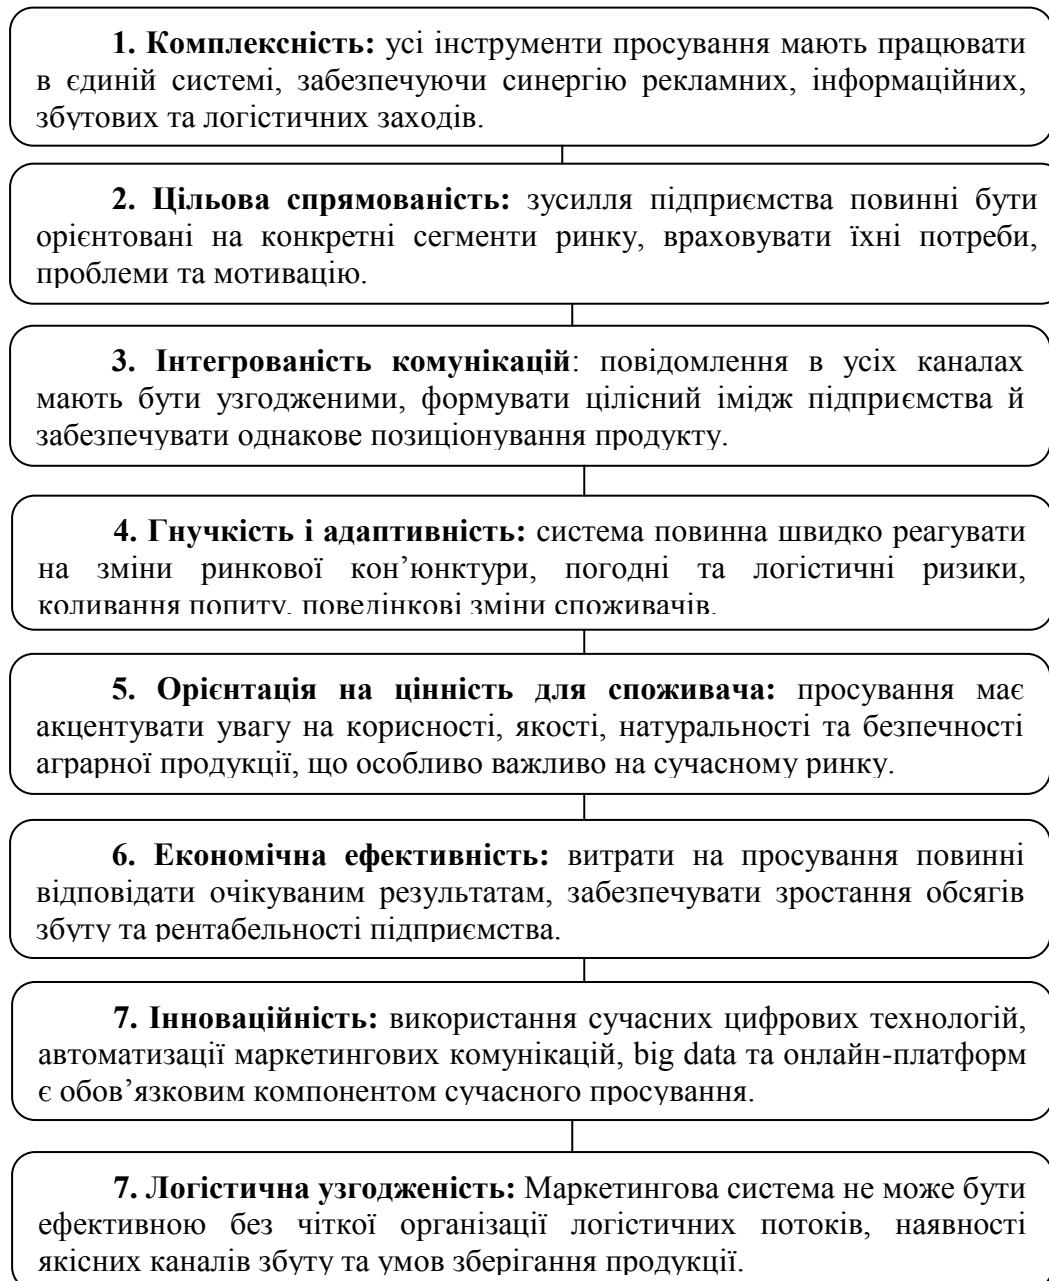 1. Комплексність: усі інструменти просування мають працювати
в єдиній системі, забезпечуючи синергію рекламних, інформаційних,
збутових та логістичних заходів.
2. Цільова спрямованість: зусилля підприємства повинні бути
орієнтовані на конкретні сегменти ринку, враховувати їхні потреби,
проблеми та мотивацію.
3. Інтегрованість комунікацій: повідомлення в усіх каналах
мають бути узгодженими, формувати цілісний імідж підприємства й
забезпечувати однакове позиціонування продукту.
4. Гнучкість і адаптивність: система повинна швидко реагувати
на зміни ринкової кон’юнктури, погодні та логістичні ризики,
коливання попиту, поведінкові зміни споживачів.
5. Орієнтація на цінність для споживача: просування має
акцентувати увагу на корисності, якості, натуральності та безпечності
аграрної продукції, що особливо важливо на сучасному ринку.
6. Економічна ефективність: витрати на просування повинні
відповідати очікуваним результатам, забезпечувати зростання обсягів
збуту та рентабельності підприємства.
7. Інноваційність: використання сучасних цифрових технологій,
автоматизації маркетингових комунікацій, big data та онлайн-платформ
є обов’язковим компонентом сучасного просування.
7. Логістична узгодженість: Маркетингова система не може бути
ефективною без чіткої організації логістичних потоків, наявності
якісних каналів збуту та умов зберігання продукції.